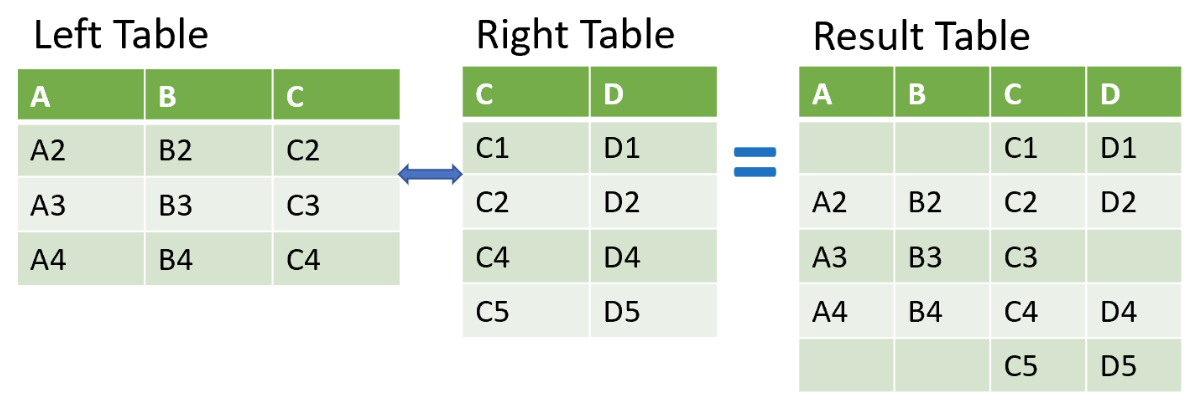 Left Table
A B C
A2 B2 C2
A3 B3 C3
A4 B4 C4
Right Table
C D
C1 D1
C2 D2
C4 D4
C5 D5
=
Result Table
A B C D
C1 D1
A2 B2 C2 D2
A3 B3 C3
A4 B4 C4 D4
C5 D5